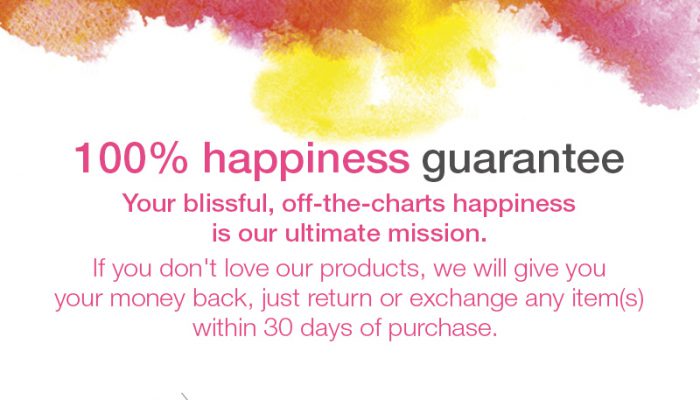 100% happiness guarantee
Your blissful, off-the-charts happiness
is our ultimate mission.
If you don't love our products, we will give you
your money back, just return or exchange any item(s)
within 30 days of purchase.